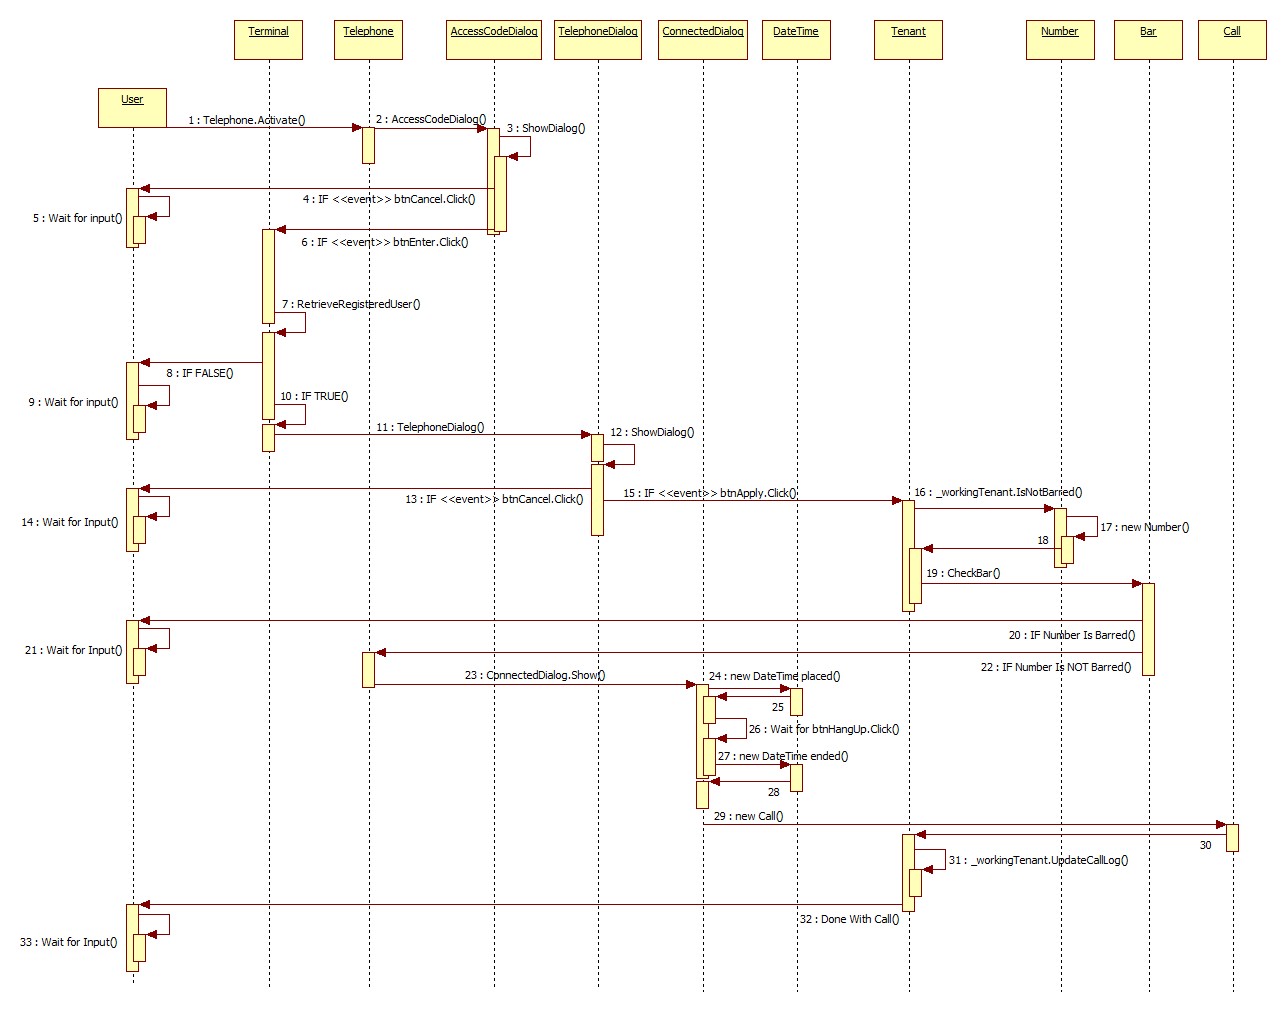 Terminal
Telephone
AccessCodeDialog
TelephoneDialog
ConnectedDialog
DateTime
Tenant
Number
Bar
Call
User
1 : Telephone.Activate()
2 : AccessCodeDialog()
3 : ShowDialog()
4 : IF <<event>> btnCancel.Click()
5 : Wait for input()
6 : IF <<event>> btnEnter.Click()
7 : RetrieveRegisteredUser()
8 : IF FALSE()
9 : Wait for input()
10 : IF TRUE()
11 : TelephoneDialog()
12 : ShowDialog()
13 : IF <<event>> btnCancel.Click()
14 : Wait for Input()
15 : IF <<event>> btnApply.Click()
16 : _workingTenant.IsNotBarred()
17 : new Number()
18
19 : CheckBar()
20 : IF Number Is Barred()
21 : Wait for Input()
22 : IF Number Is NOT Barred()
23 : ConnectedDialog.Show()
24 : new DateTime placed()
25
26 : Wait for btnHangUp.Click()
27 : new DateTime ended()
28
29 : new Call()
30
31 : _workingTenant.UpdateCallLog()
32 : Done With Call()
33 : Wait for Input()